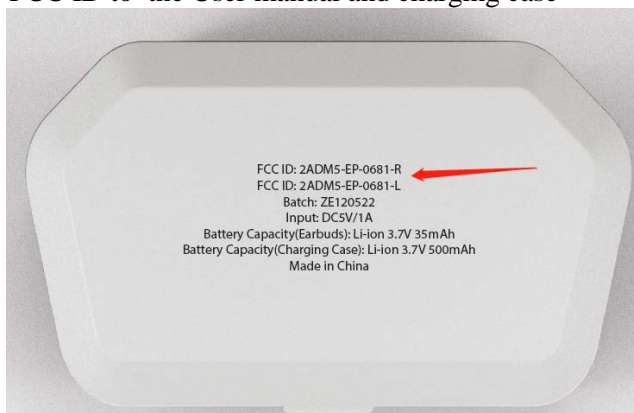 FCC ID to the User manual and charging case
FCC ID: 2ADM5-EP-0681-R
FCC ID: 2ADM5-EP-0681-L
Batch: ZE120522
Input: DC5V/1A
Battery Capacity(Earbuds): Li-ion 3.7V 35mAh
Battery Capacity(Charging Case): Li-ion 3.7V 500mAh
Made in China